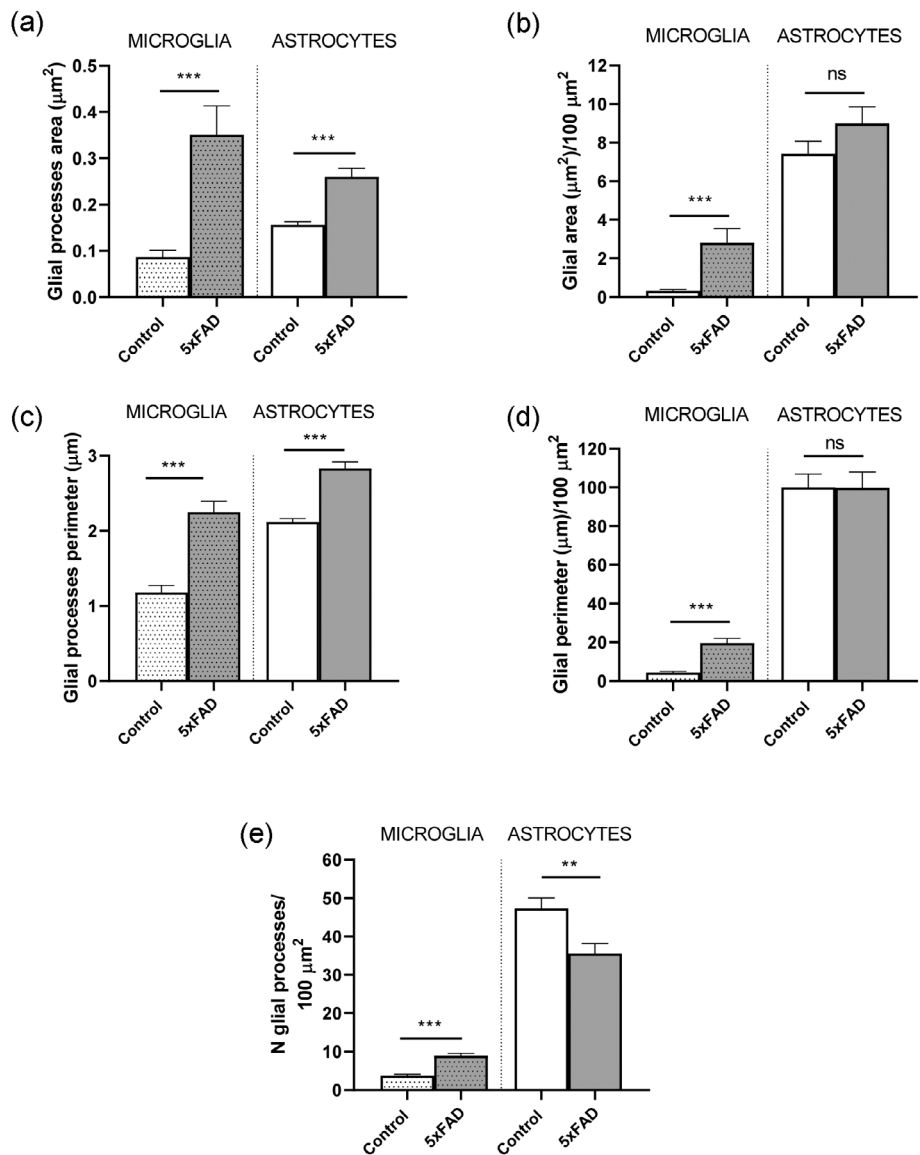 (a)
MICROGLIA ASTROCYTES
Glial processes area (μm²)
0.5
0.4
0.3
0.2
0.1
0.0
***
***
Control
5xFAD
Control
5xFAD
(b)
MICROGLIA ASTROCYTES
Glial area (μm²)/100 μm²
12
10
8
6
4
2
0
***
ns
Control
5xFAD
Control
5xFAD
(c)
MICROGLIA ASTROCYTES
Glial processes perimeter (μm)
3
2
1
0
***
***
Control
5xFAD
Control
5xFAD
(d)
MICROGLIA ASTROCYTES
Glial perimeter (μm)/100 μm²
120
100
80
60
40
20
0
***
ns
Control
5xFAD
Control
5xFAD
(e)
MICROGLIA ASTROCYTES
N glial processes/
100 μm²
60
50
40
30
20
10
0
***
**
Control
5xFAD
Control
5xFAD